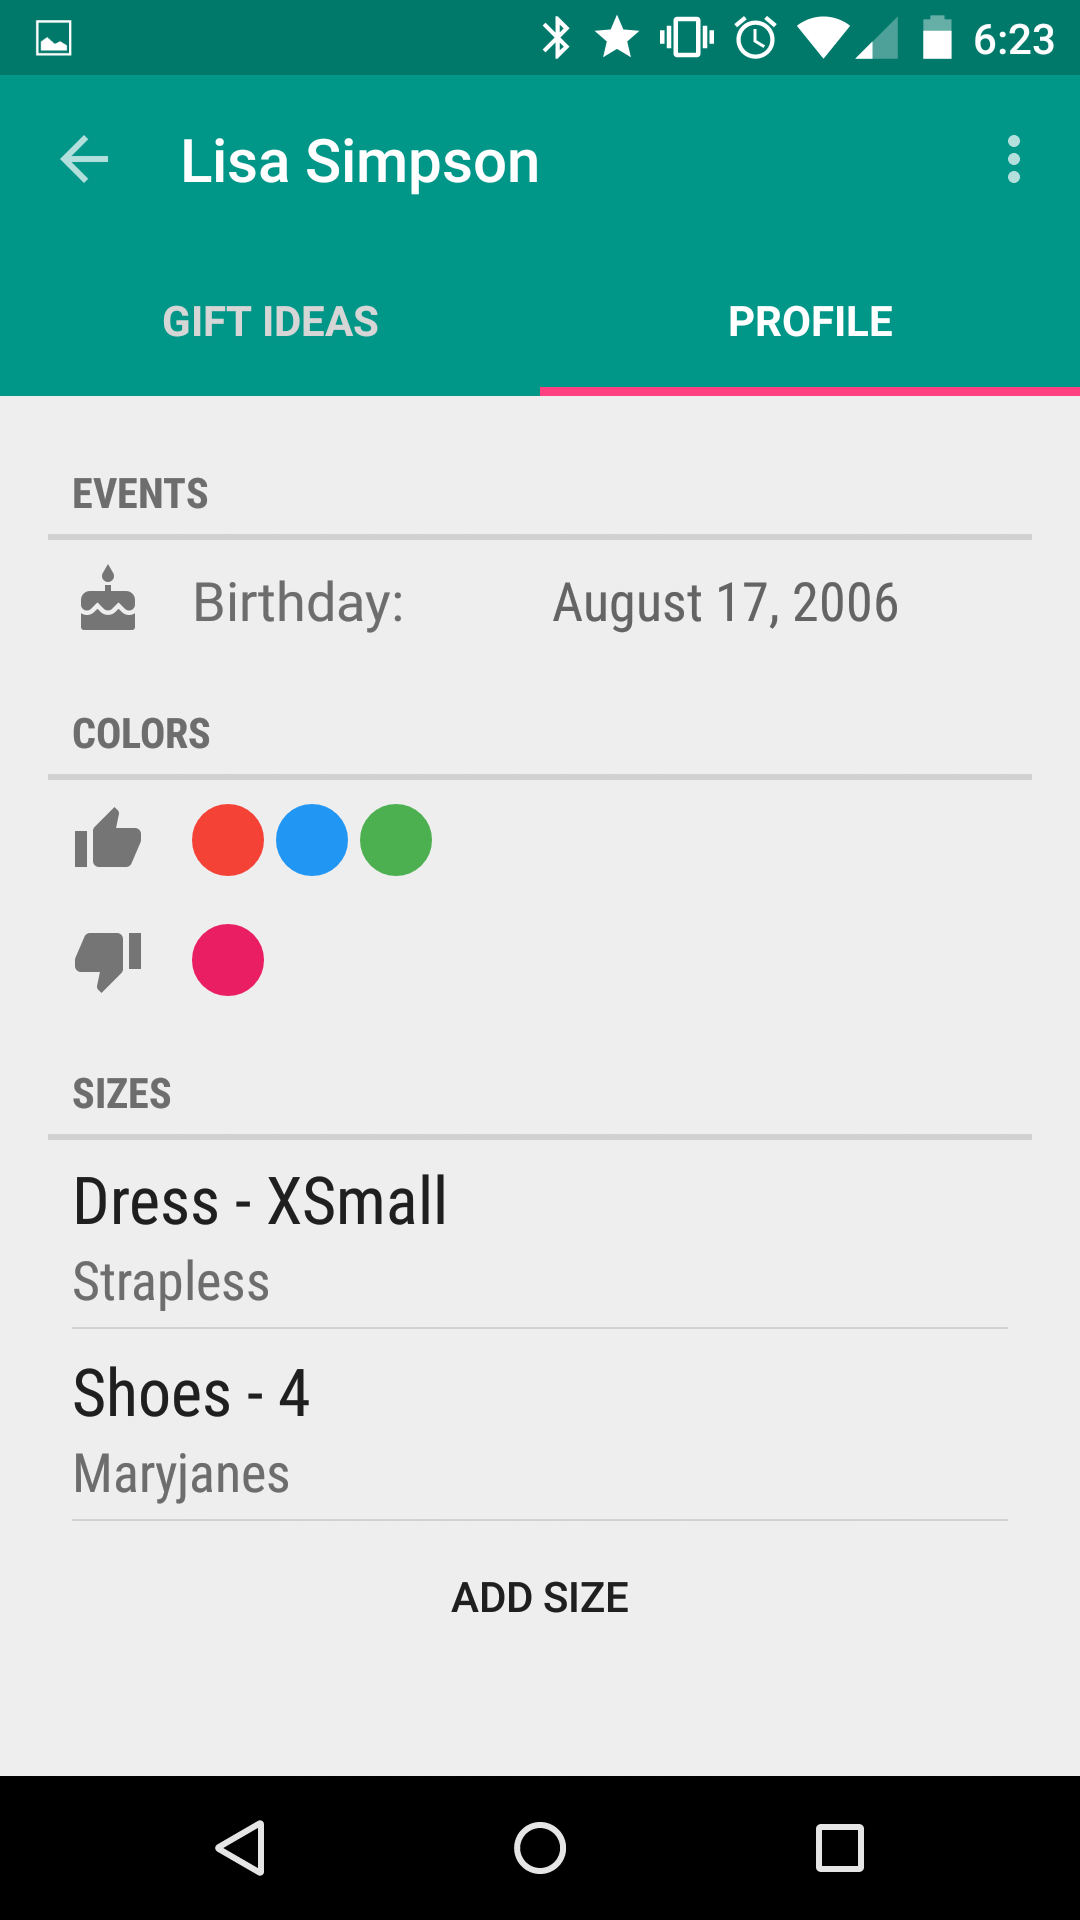 6:23
Lisa Simpson
GIFT IDEAS PROFILE
EVENTS
Birthday: August 17, 2006
COLORS
SIZES
Dress - XSmall
Strapless
Shoes - 4
Maryjanes
ADD SIZE